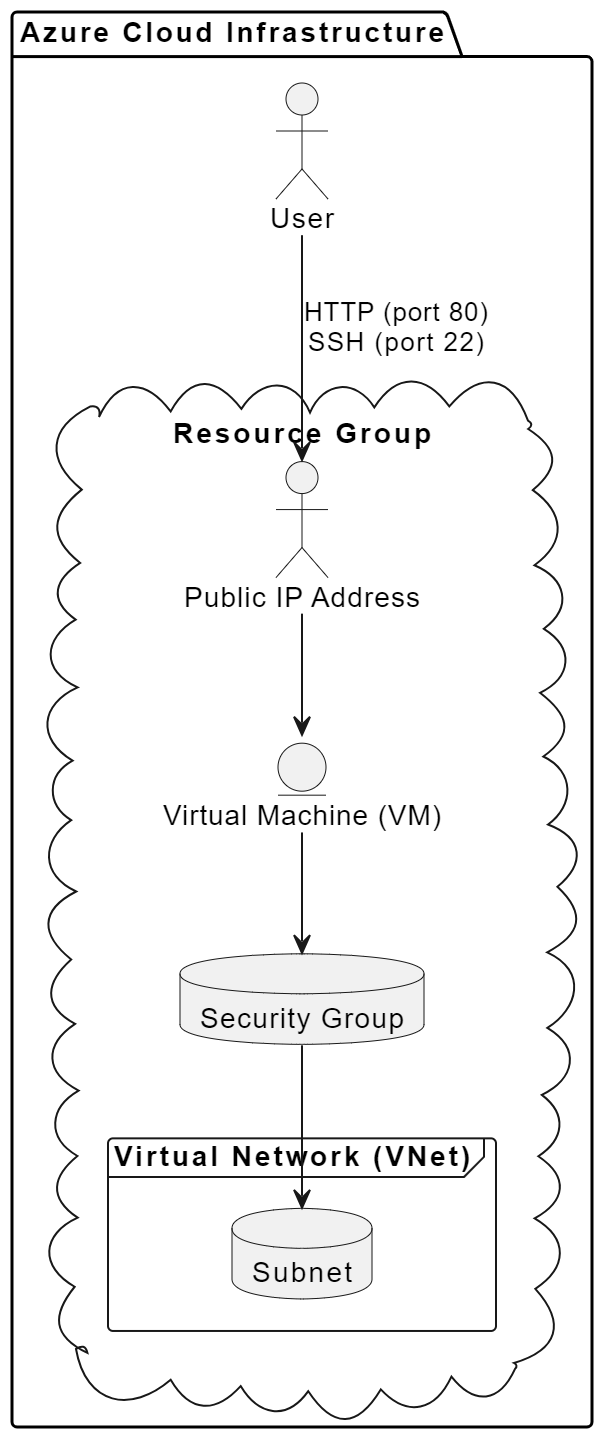 Azure Cloud Infrastructure
User
HTTP (port 80)
SSH (port 22)
Resource Group
Public IP Address
Virtual Machine (VM)
Security Group
Virtual Network (VNet)
Subnet